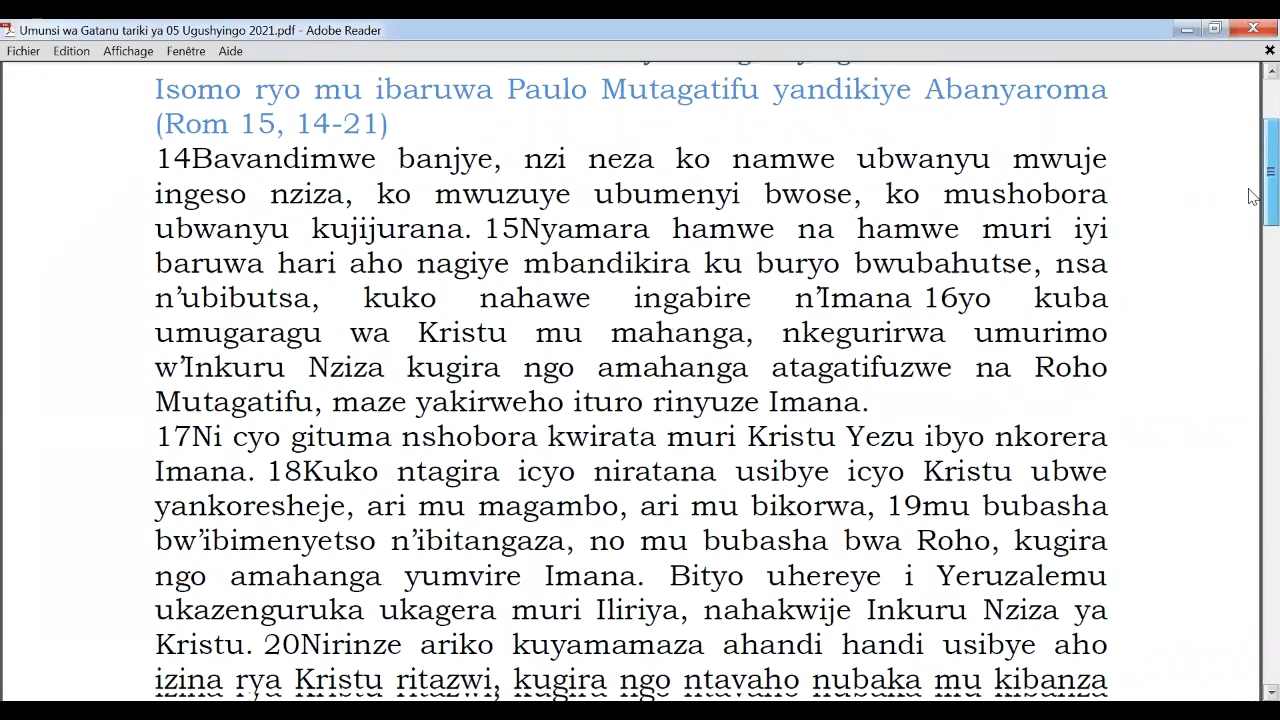 Umunsi wa Gatanu tariki ya 05 Ugushyingo 2021.pdf - Adobe Reader
Fichier Edition Affichage Fenêtre Aide
Isomo ryo mu ibaruwa Paulo Mutagatifu yandikiye Abanyaroma
(Rom 15, 14-21)
14Bavandimwe banjye, nzi neza ko namwe ubwanyu mwuje
ingeso nziza, ko mwuzuye ubumenyi bwose, ko mushobora
ubwanyu kujijurana. 15Nyamara hamwe na hamwe muri iyi
baruwa hari aho nagiye mbandikira ku buryo bwubahutse, nsa
n’ubibutsa, kuko nahawe ingabire n’Imana 16yo kuba
umugaragu wa Kristu mu mahanga, nkegurirwa umurimo
w’Inkuru Nziza kugira ngo amahanga atagatifuzwe na Roho
Mutagatifu, maze yakirweho ituro rinyuze Imana.
17Ni cyo gituma nshobora kwirata muri Kristu Yezu ibyo nkorera
Imana. 18Kuko ntagira icyo niratana usibye icyo Kristu ubwe
yankoresheje, ari mu magambo, ari mu bikorwa, 19mu bubasha
bw’ibimenyetso n’ibitangaza, no mu bubasha bwa Roho, kugira
ngo amahanga yumvire Imana. Bityo uhereye i Yeruzalemu
ukazenguruka ukagera muri Iliriya, nahakwije Inkuru Nziza ya
Kristu. 20Nirinze ariko kuyamamaza ahandi handi usibye aho
izina rya Kristu ritazwi, kugira ngo ntavaho nubaka mu kibanza